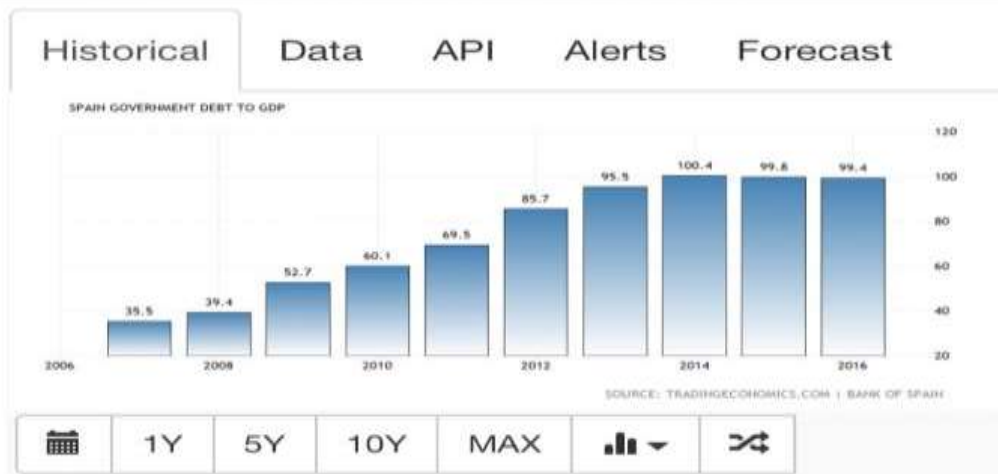 Historical Data API Alerts Forecast
SPAIN GOVERNMENT DEBT TO GDP
120
100
80
60
40
20
35.5 39.4 52.7 60.1 69.5 85.7 95.5 100.4 99.8 99.4
2006 2008 2010 2012 2014 2016
SOURCE: TRADINGECONOMICS.COM | BANK OF SPAIN
1Y 5Y 10Y MAX